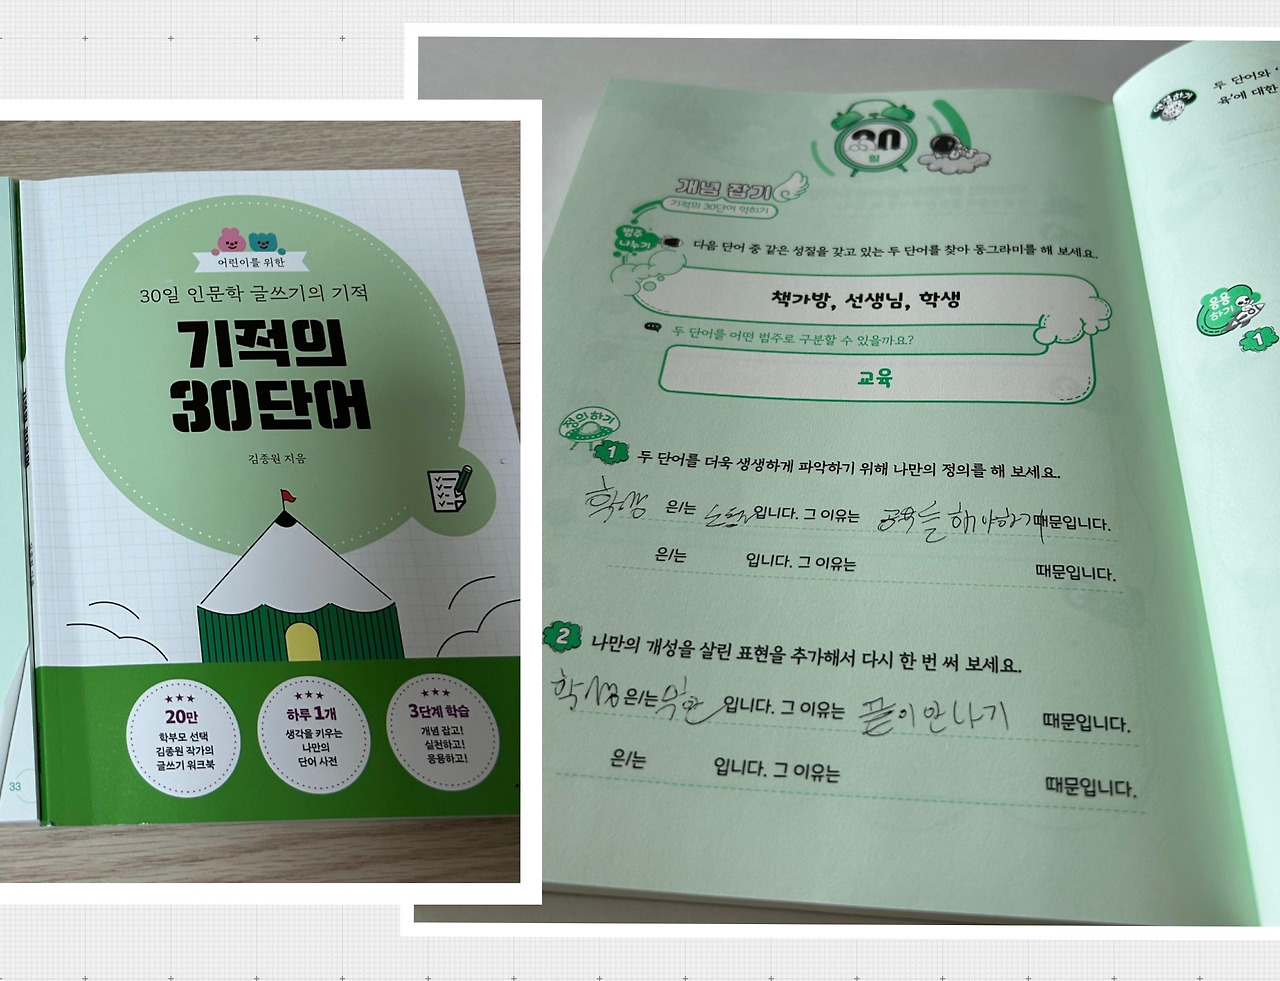 어린이를 위한
30일 인문학 글쓰기의 기적
기적의
30단어
김종원 지음
20만
학부모 선택
김종원 작가의
글쓰기 워크북
하루 1개
생각을 키우는
나만의
단어 사전
3단계 학습
개념 잡고!
실천하고!
응용하고!
33
30
일
개념 잡기
기적의 30단어 익히기
범주
나누기
다음 단어 중 같은 성질을 갖고 있는 두 단어를 찾아 동그라미를 해 보세요.
책가방, 선생님, 학생
두 단어를 어떤 범주로 구분할 수 있을까요?
교육
정의하기
1 두 단어를 더욱 생생하게 파악하기 위해 나만의 정의를 해 보세요.
학생 은/는 입니다. 그 이유는 교육을 해야하기 때문입니다.
은/는 입니다. 그 이유는 때문입니다.
2 나만의 개성을 살린 표현을 추가해서 다시 한 번 써 보세요.
학생 은/는 무한 입니다. 그 이유는 끝이 안나기 때문입니다.
은/는 입니다. 그 이유는 때문입니다.
두 단어와
육'에 대한
응용
하기
1